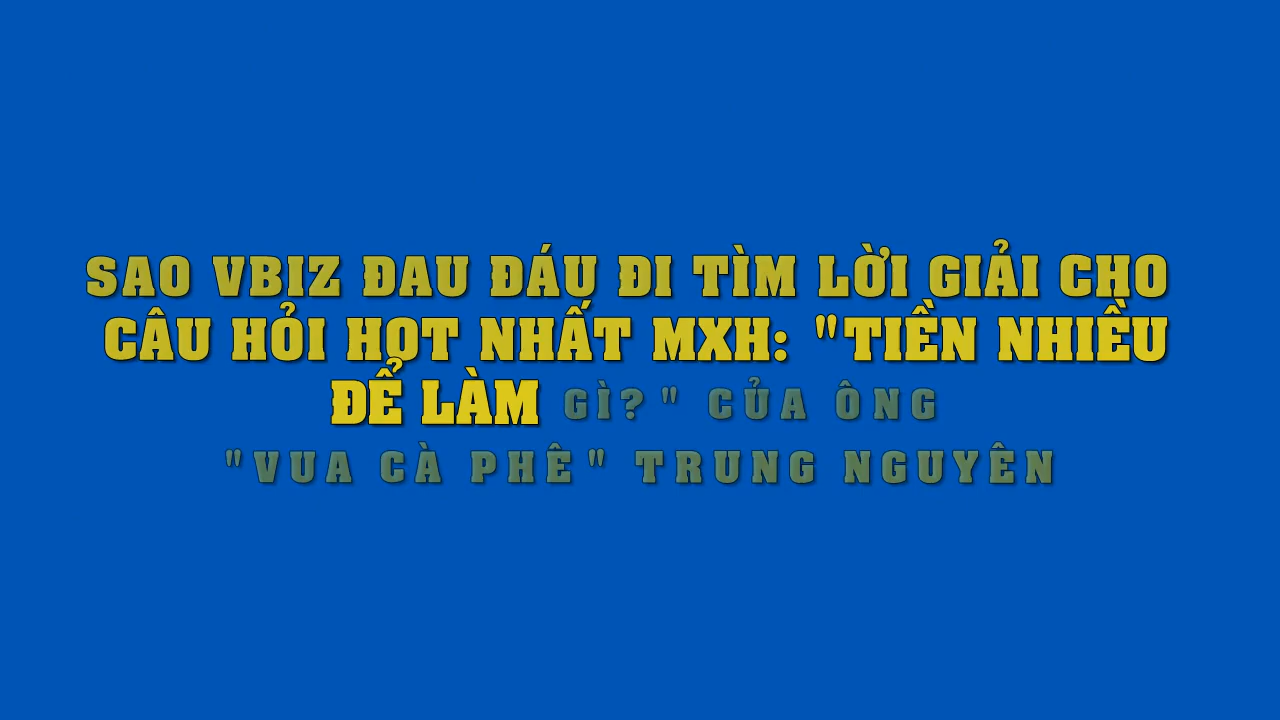 SAO VBIZ ĐAU ĐÁU ĐI TÌM LỜI GIẢI CHO
CÂU HỎI HOT NHẤT MXH: "TIỀN NHIỀU
ĐỂ LÀM GÌ?" CỦA ÔNG
"VUA CÀ PHÊ" TRUNG NGUYÊN